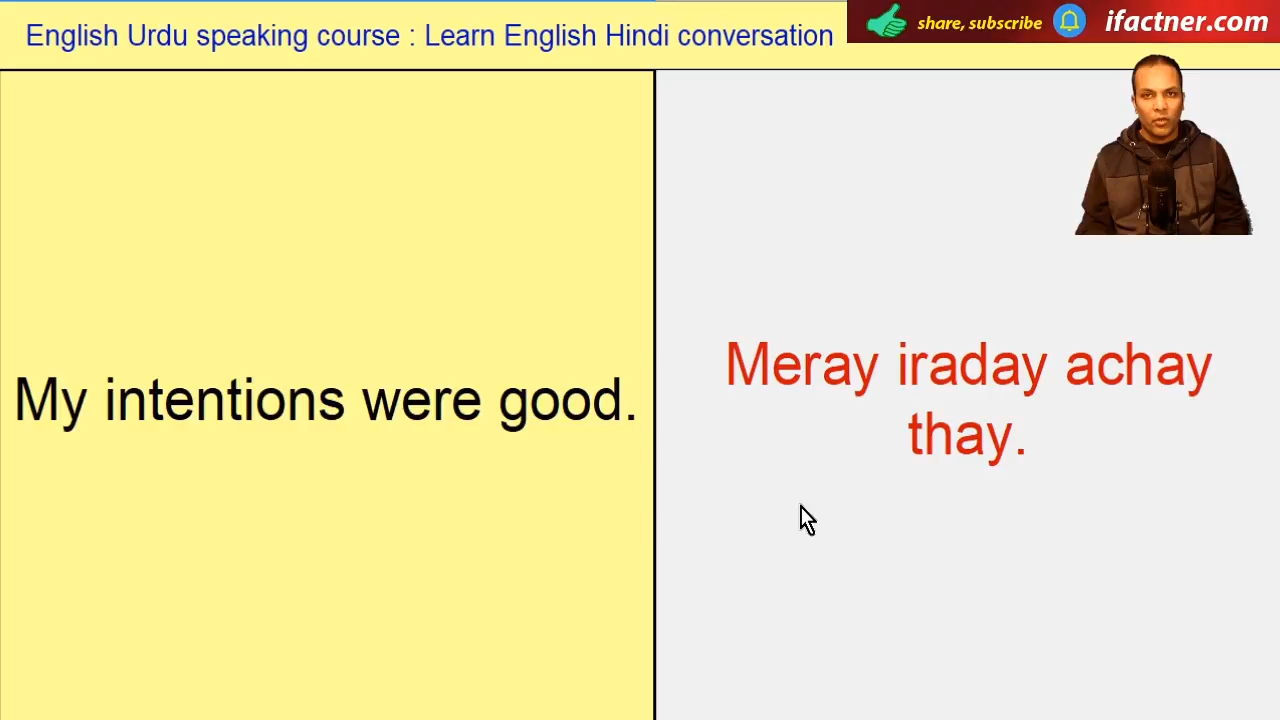 English Urdu speaking course : Learn English Hindi conversation
share, subscribe
ifactner.com
My intentions were good.
Meray iraday achay
thay.